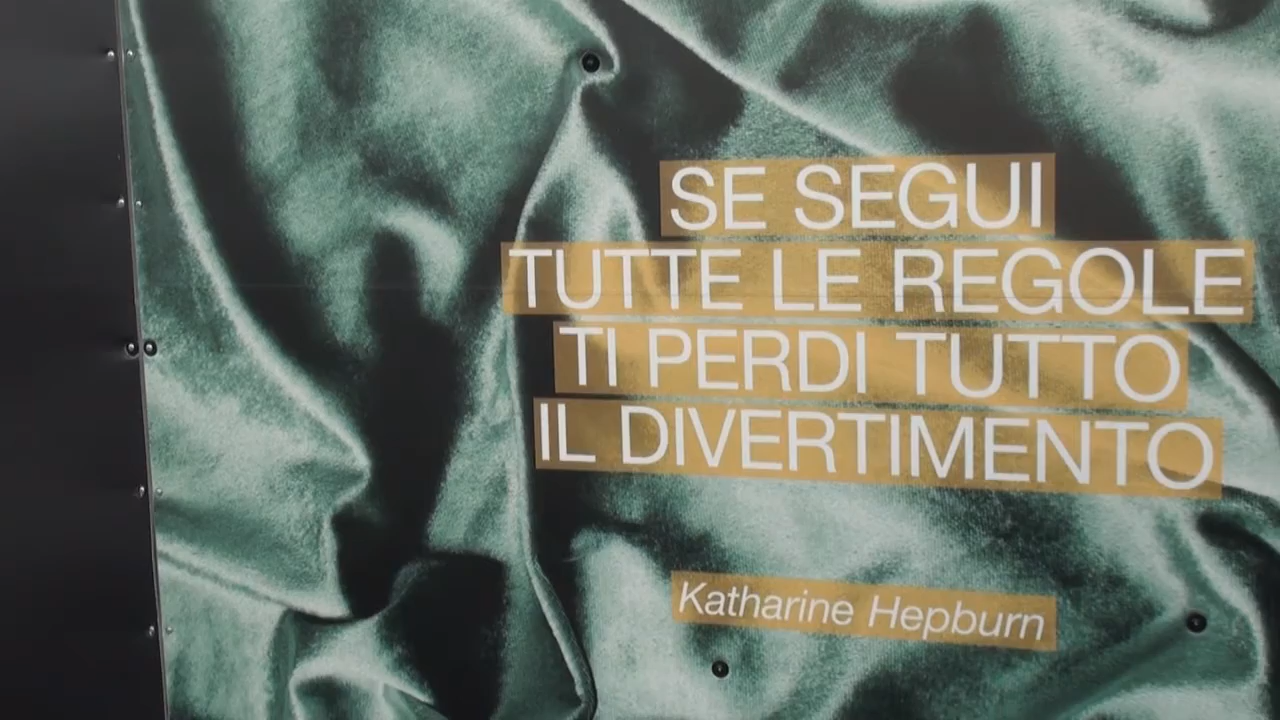 SE SEGUI
TUTTE LE REGOLE
TI PERDI TUTTO
IL DIVERTIMENTO
Katharine Hepburn